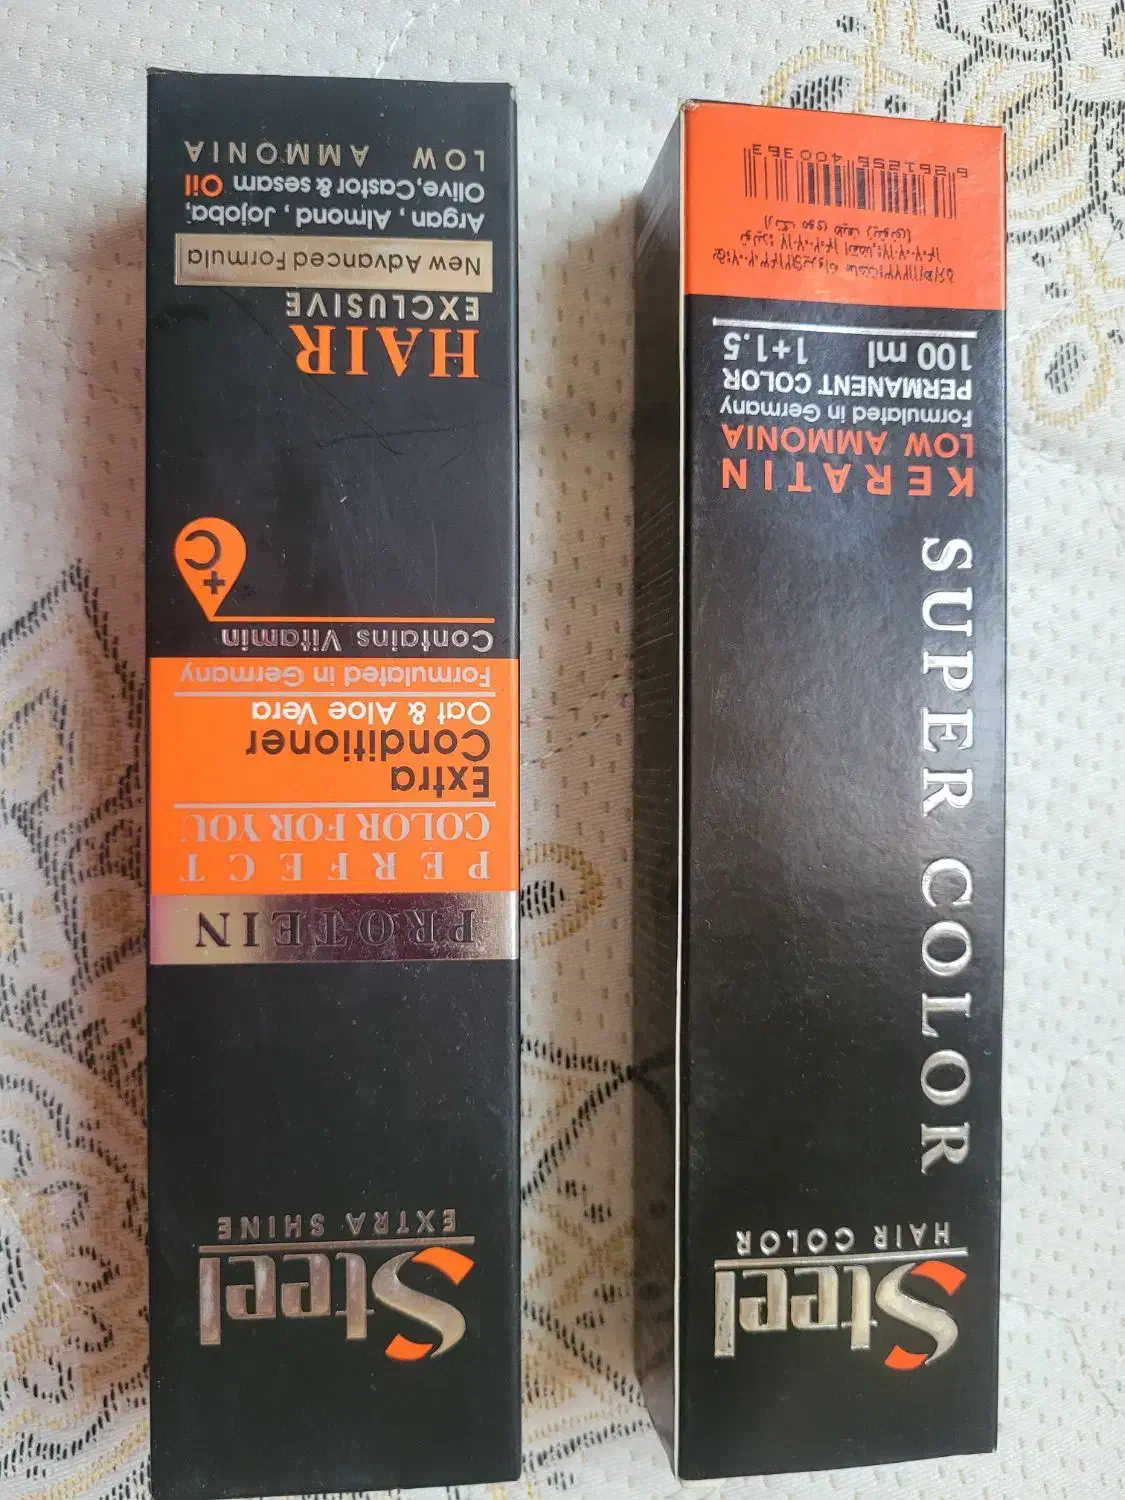 Steel
EXTRA SHINE
PROTEIN
PERFECT
COLOR FOR YOU
Extra
Conditioner
Oat & Aloe Vera
Formulated in Germany
Contains Vitamin
+C
HAIR
EXCLUSIVE
New Advanced Formula
Argan, Almond, Jojoba,
Olive,Castor & sesam Oil
LOW AMMONIA
Steel
HAIR COLOR
SUPER COLOR
KERATIN
LOW AMMONIA
Formulated in Germany
PERMANENT COLOR
100 ml 1+1.5
6261256400363